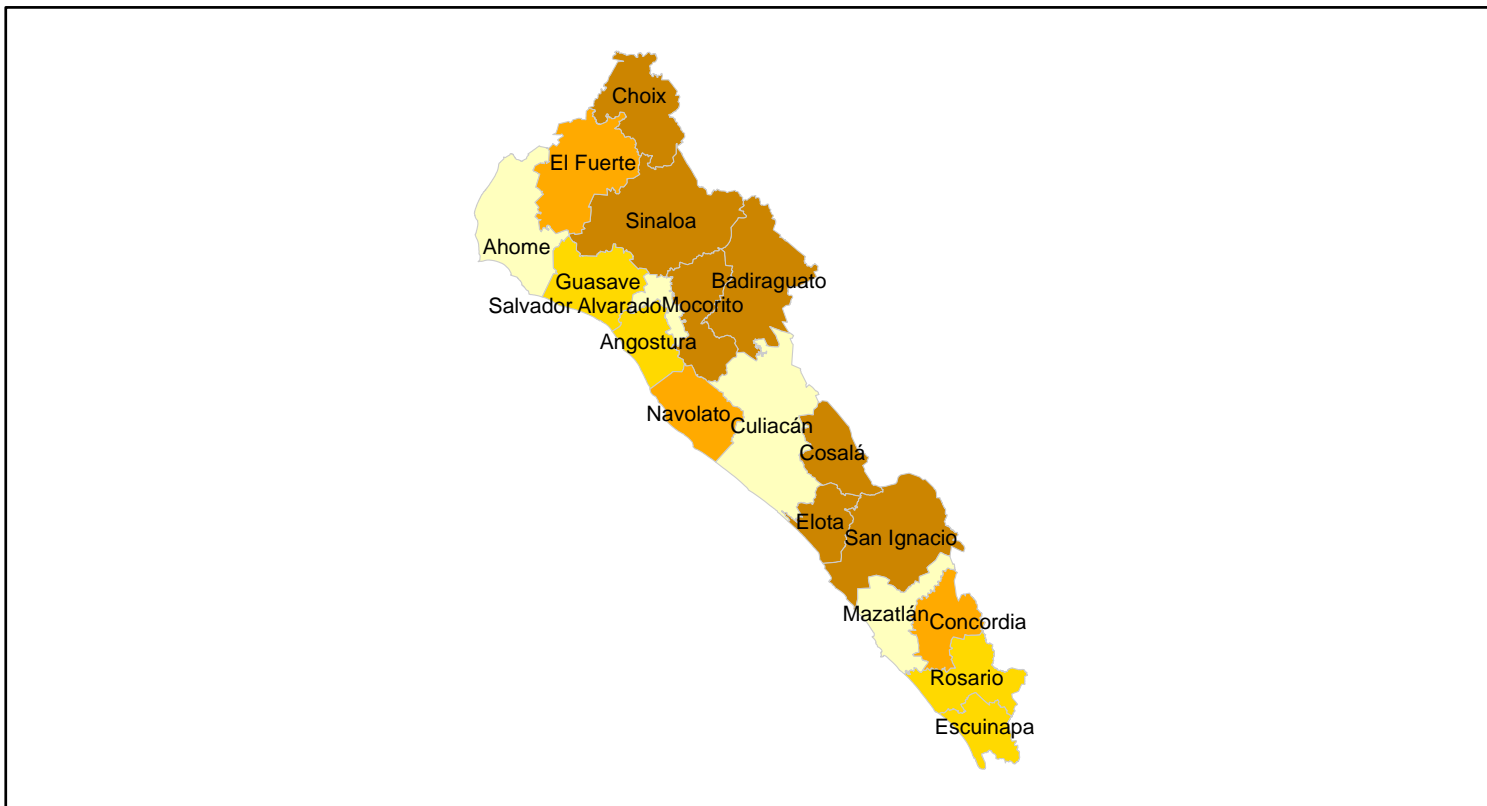 Choix
El Fuerte
Sinaloa
Ahome
Guasave
Badiraguato
Salvador Alvarado
Mocorito
Angostura
Navolato
Culiacán
Cosalá
Elota
San Ignacio
Mazatlán
Concordia
Rosario
Escuinapa